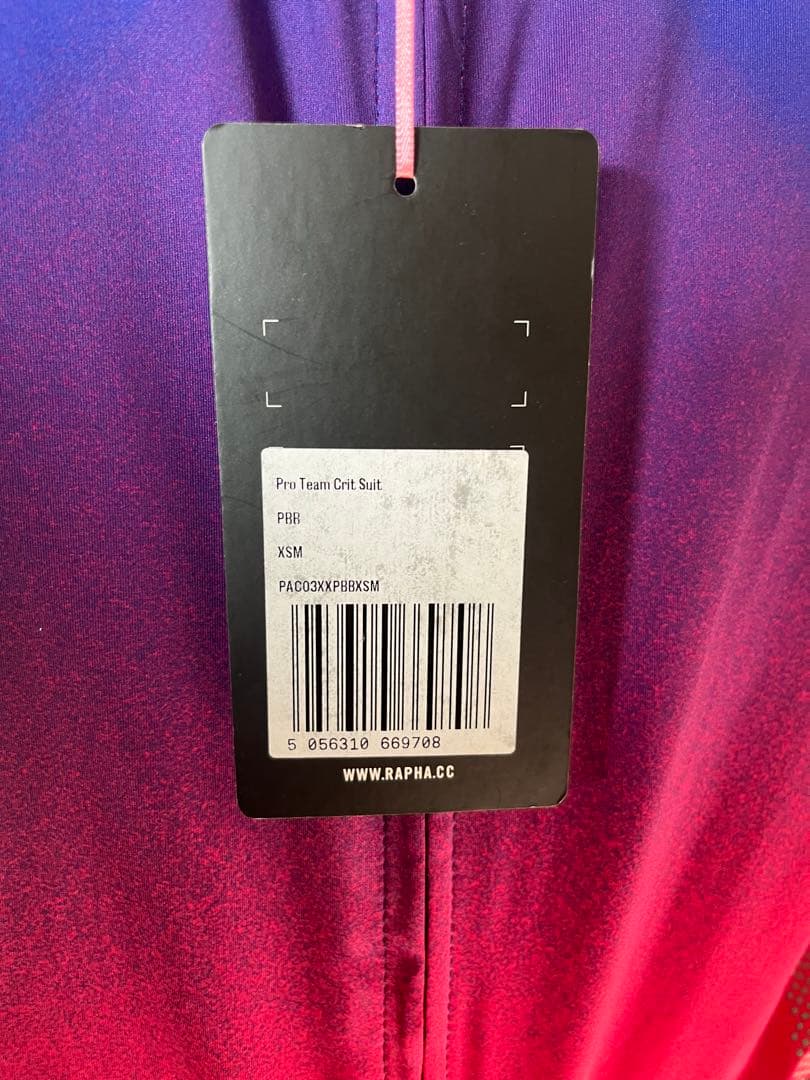 Pro Team Crit Suit
PBB
XSM
PAC03XXPBBXSM
5 056310 669708
WWW.RAPHA.CC